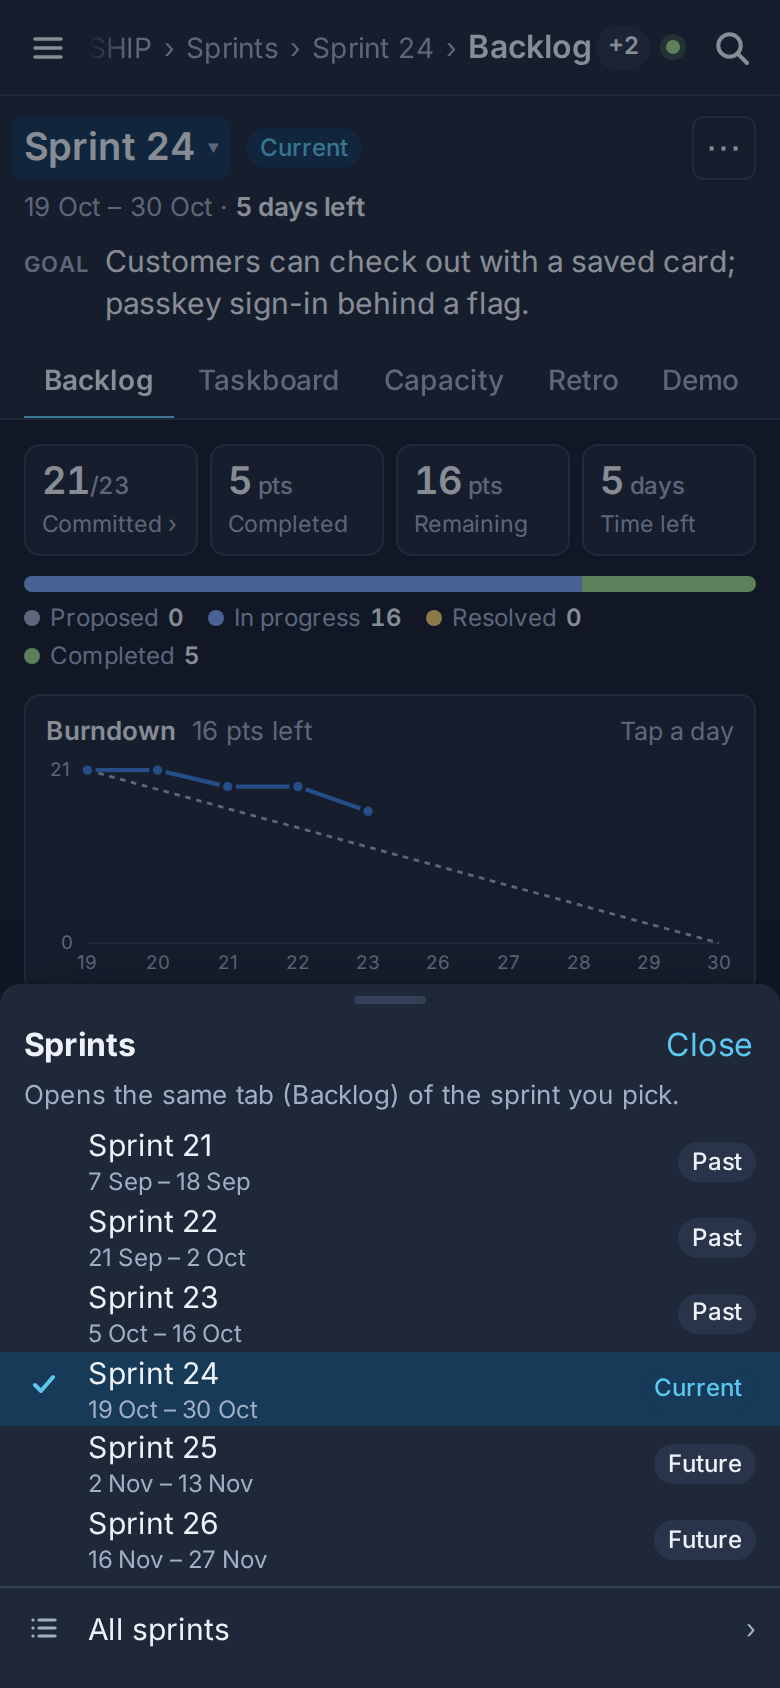 SHIP › Sprints › Sprint 24 › Backlog +2
Sprint 24 ▾ Current ...
19 Oct – 30 Oct · 5 days left
GOAL Customers can check out with a saved card;
passkey sign-in behind a flag.
Backlog Taskboard Capacity Retro Demo
21/23 5 pts 16 pts 5 days
Committed › Completed Remaining Time left
Proposed 0 In progress 16 Resolved 0
Completed 5
Burndown 16 pts left Tap a day
21
0
19 20 21 22 23 26 27 28 29 30
Sprints Close
Opens the same tab (Backlog) of the sprint you pick.
Sprint 21
7 Sep – 18 Sep
Past
Sprint 22
21 Sep – 2 Oct
Past
Sprint 23
5 Oct – 16 Oct
Past
Sprint 24
19 Oct – 30 Oct
Current
Sprint 25
2 Nov – 13 Nov
Future
Sprint 26
16 Nov – 27 Nov
Future
All sprints ›